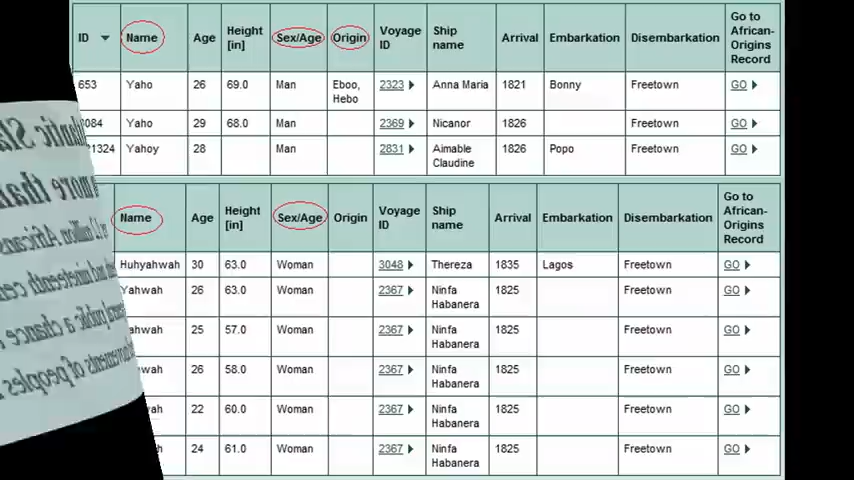 ID Name Age Height [in] Sex/Age Origin Voyage ID Ship name Arrival Embarkation Disembarkation Go to African-Origins Record
653 Yaho 26 69.0 Man Eboo, Hebo 2323 Anna Maria 1821 Bonny Freetown GO
Yaho 29 68.0 Man 2369 Nicanor 1826 Freetown GO
Yahoy 28 Man 2831 Aimable Claudine 1826 Popo Freetown GO
Name Age Height [in] Sex/Age Origin Voyage ID Ship name Arrival Embarkation Disembarkation Go to African-Origins Record
Huhyahwah 30 63.0 Woman 3048 Thereza 1835 Lagos Freetown GO
Yahwah 26 63.0 Woman 2367 Ninfa Habanera 1825 Freetown GO
25 57.0 Woman 2367 Ninfa Habanera 1825 Freetown GO
26 58.0 Woman 2367 Ninfa Habanera 1825 Freetown GO
22 60.0 Woman 2367 Ninfa Habanera 1825 Freetown GO
24 61.0 Woman 2367 Ninfa Habanera 1825 Freetown GO
more than